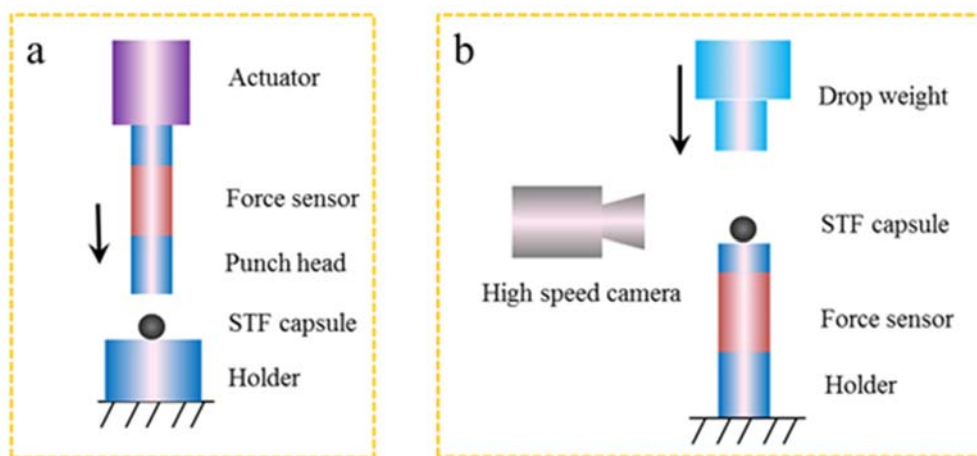 a
Actuator
Force sensor
Punch head
STF capsule
Holder
b
Drop weight
STF capsule
High speed camera
Force sensor
Holder